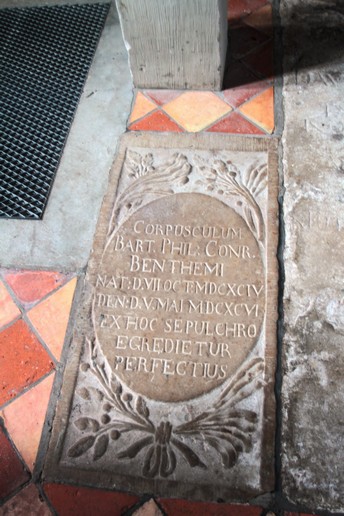 CORPUSCULUM
BART. PHIL: CONR.
BENTHEMI
NAT: D. VII. OCT. MDCXCIV.
DEN: D. V. MAI. MDCXCVI.
EX HOC SEPULCHRO
EGREDIETUR
PERFECTIUS